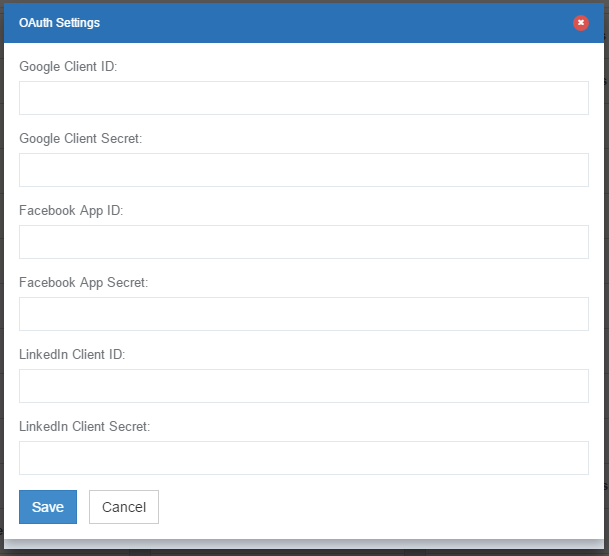 OAuth Settings
Google Client ID:
Google Client Secret:
Facebook App ID:
Facebook App Secret:
LinkedIn Client ID:
LinkedIn Client Secret:
Save
Cancel